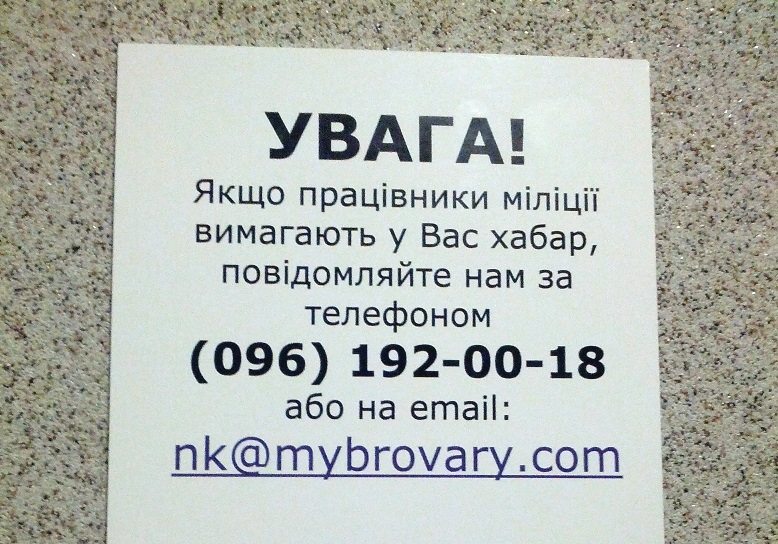 УВАГА!
Якщо працівники міліції
вимагають у Вас хабар,
повідомляйте нам за
телефоном
(096) 192-00-18
або на email:
nk@mybrovary.com